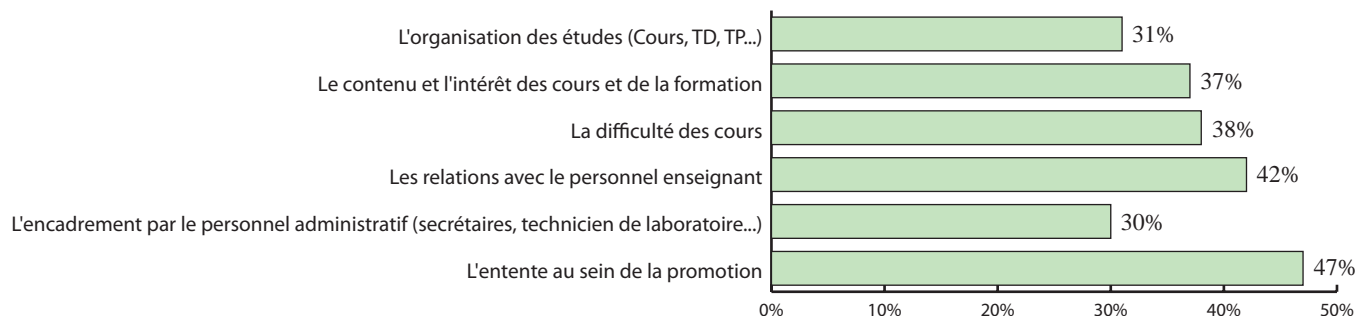 L'organisation des études (Cours, TD, TP...) 31%
Le contenu et l'intérêt des cours et de la formation 37%
La difficulté des cours 38%
Les relations avec le personnel enseignant 42%
L'encadrement par le personnel administratif (secrétaires, technicien de laboratoire...) 30%
L'entente au sein de la promotion 47%
0% 10% 20% 30% 40% 50%